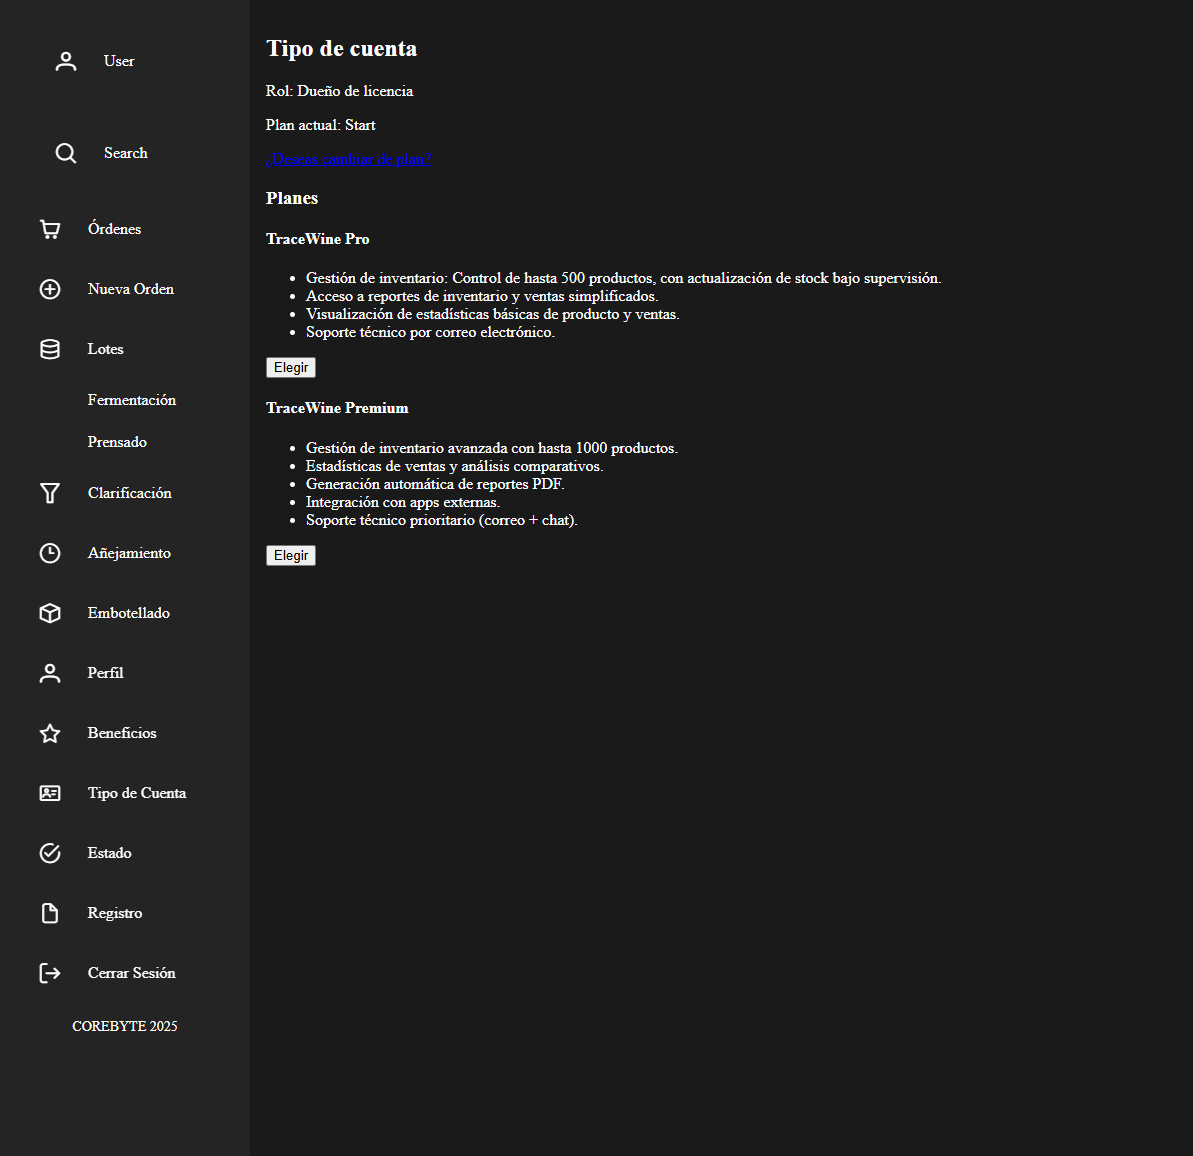 User
Search
Órdenes
Nueva Orden
Lotes
Fermentación
Prensado
Clarificación
Añejamiento
Embotellado
Perfil
Beneficios
Tipo de Cuenta
Estado
Registro
Cerrar Sesión
COREBYTE 2025
Tipo de cuenta
Rol: Dueño de licencia
Plan actual: Start
¿Deseas cambiar de plan?
Planes
TraceWine Pro
• Gestión de inventario: Control de hasta 500 productos, con actualización de stock bajo supervisión.
• Acceso a reportes de inventario y ventas simplificados.
• Visualización de estadísticas básicas de producto y ventas.
• Soporte técnico por correo electrónico.
Elegir
TraceWine Premium
• Gestión de inventario avanzada con hasta 1000 productos.
• Estadísticas de ventas y análisis comparativos.
• Generación automática de reportes PDF.
• Integración con apps externas.
• Soporte técnico prioritario (correo + chat).
Elegir